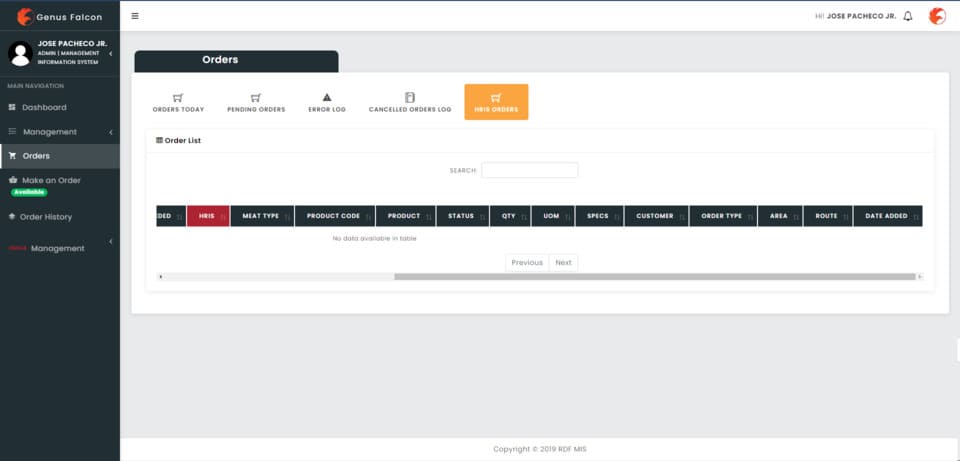 Genus Falcon
Hi! JOSE PACHECO JR.
JOSE PACHECO JR.
ADMIN | MANAGEMENT
INFORMATION SYSTEM
MAIN NAVIGATION
Dashboard
Management
Orders
Make an Order
Available
Order History
Management
Orders
ORDERS TODAY
PENDING ORDERS
ERROR LOG
CANCELLED ORDERS LOG
HRIS ORDERS
Order List
SEARCH:
HRIS
MEAT TYPE
PRODUCT CODE
PRODUCT
STATUS
QTY
UOM
SPECS
CUSTOMER
ORDER TYPE
AREA
ROUTE
DATE ADDED
No data available in table
Previous
Next
Copyright © 2019 RDF MIS